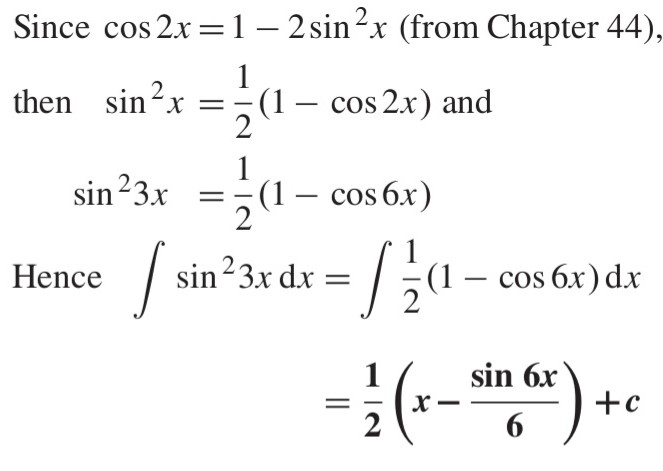 Since cos 2x = 1 − 2 sin²x (from Chapter 44),
then sin²x = 1/2 (1 − cos 2x) and
sin²3x = 1/2 (1 − cos 6x)
Hence ∫ sin²3x dx = ∫ 1/2 (1 − cos 6x) dx
= 1/2 (x − sin 6x/6) + c